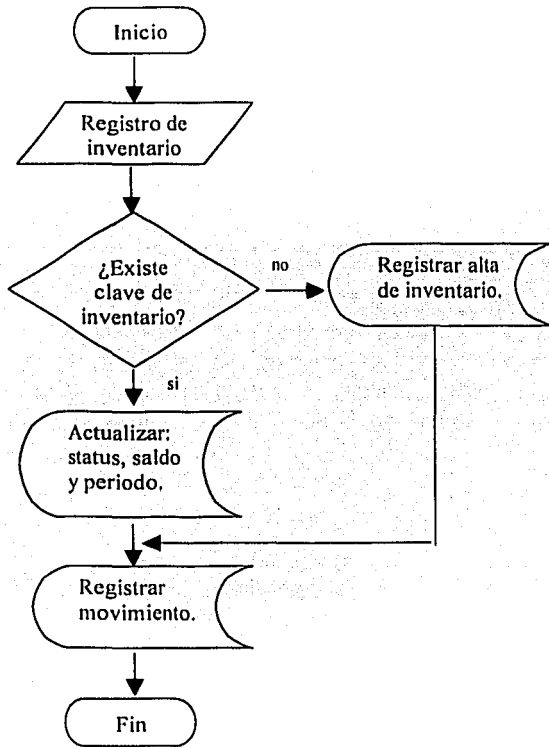 Inicio
Registro de
inventario
¿Existe
clave de
inventario?
no
Registrar alta
de inventario.
si
Actualizar:
status, saldo
y periodo.
Registrar
movimiento.
Fin